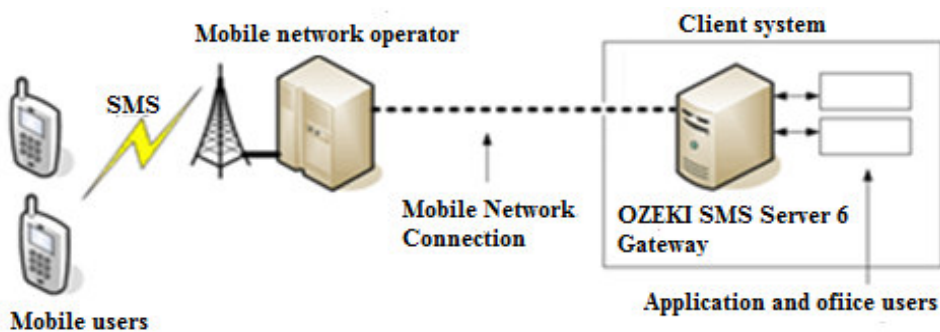 Mobile network operator
Client system
SMS
Mobile Network
Connection
OZEKI SMS Server 6
Gateway
Application and ofiice users
Mobile users